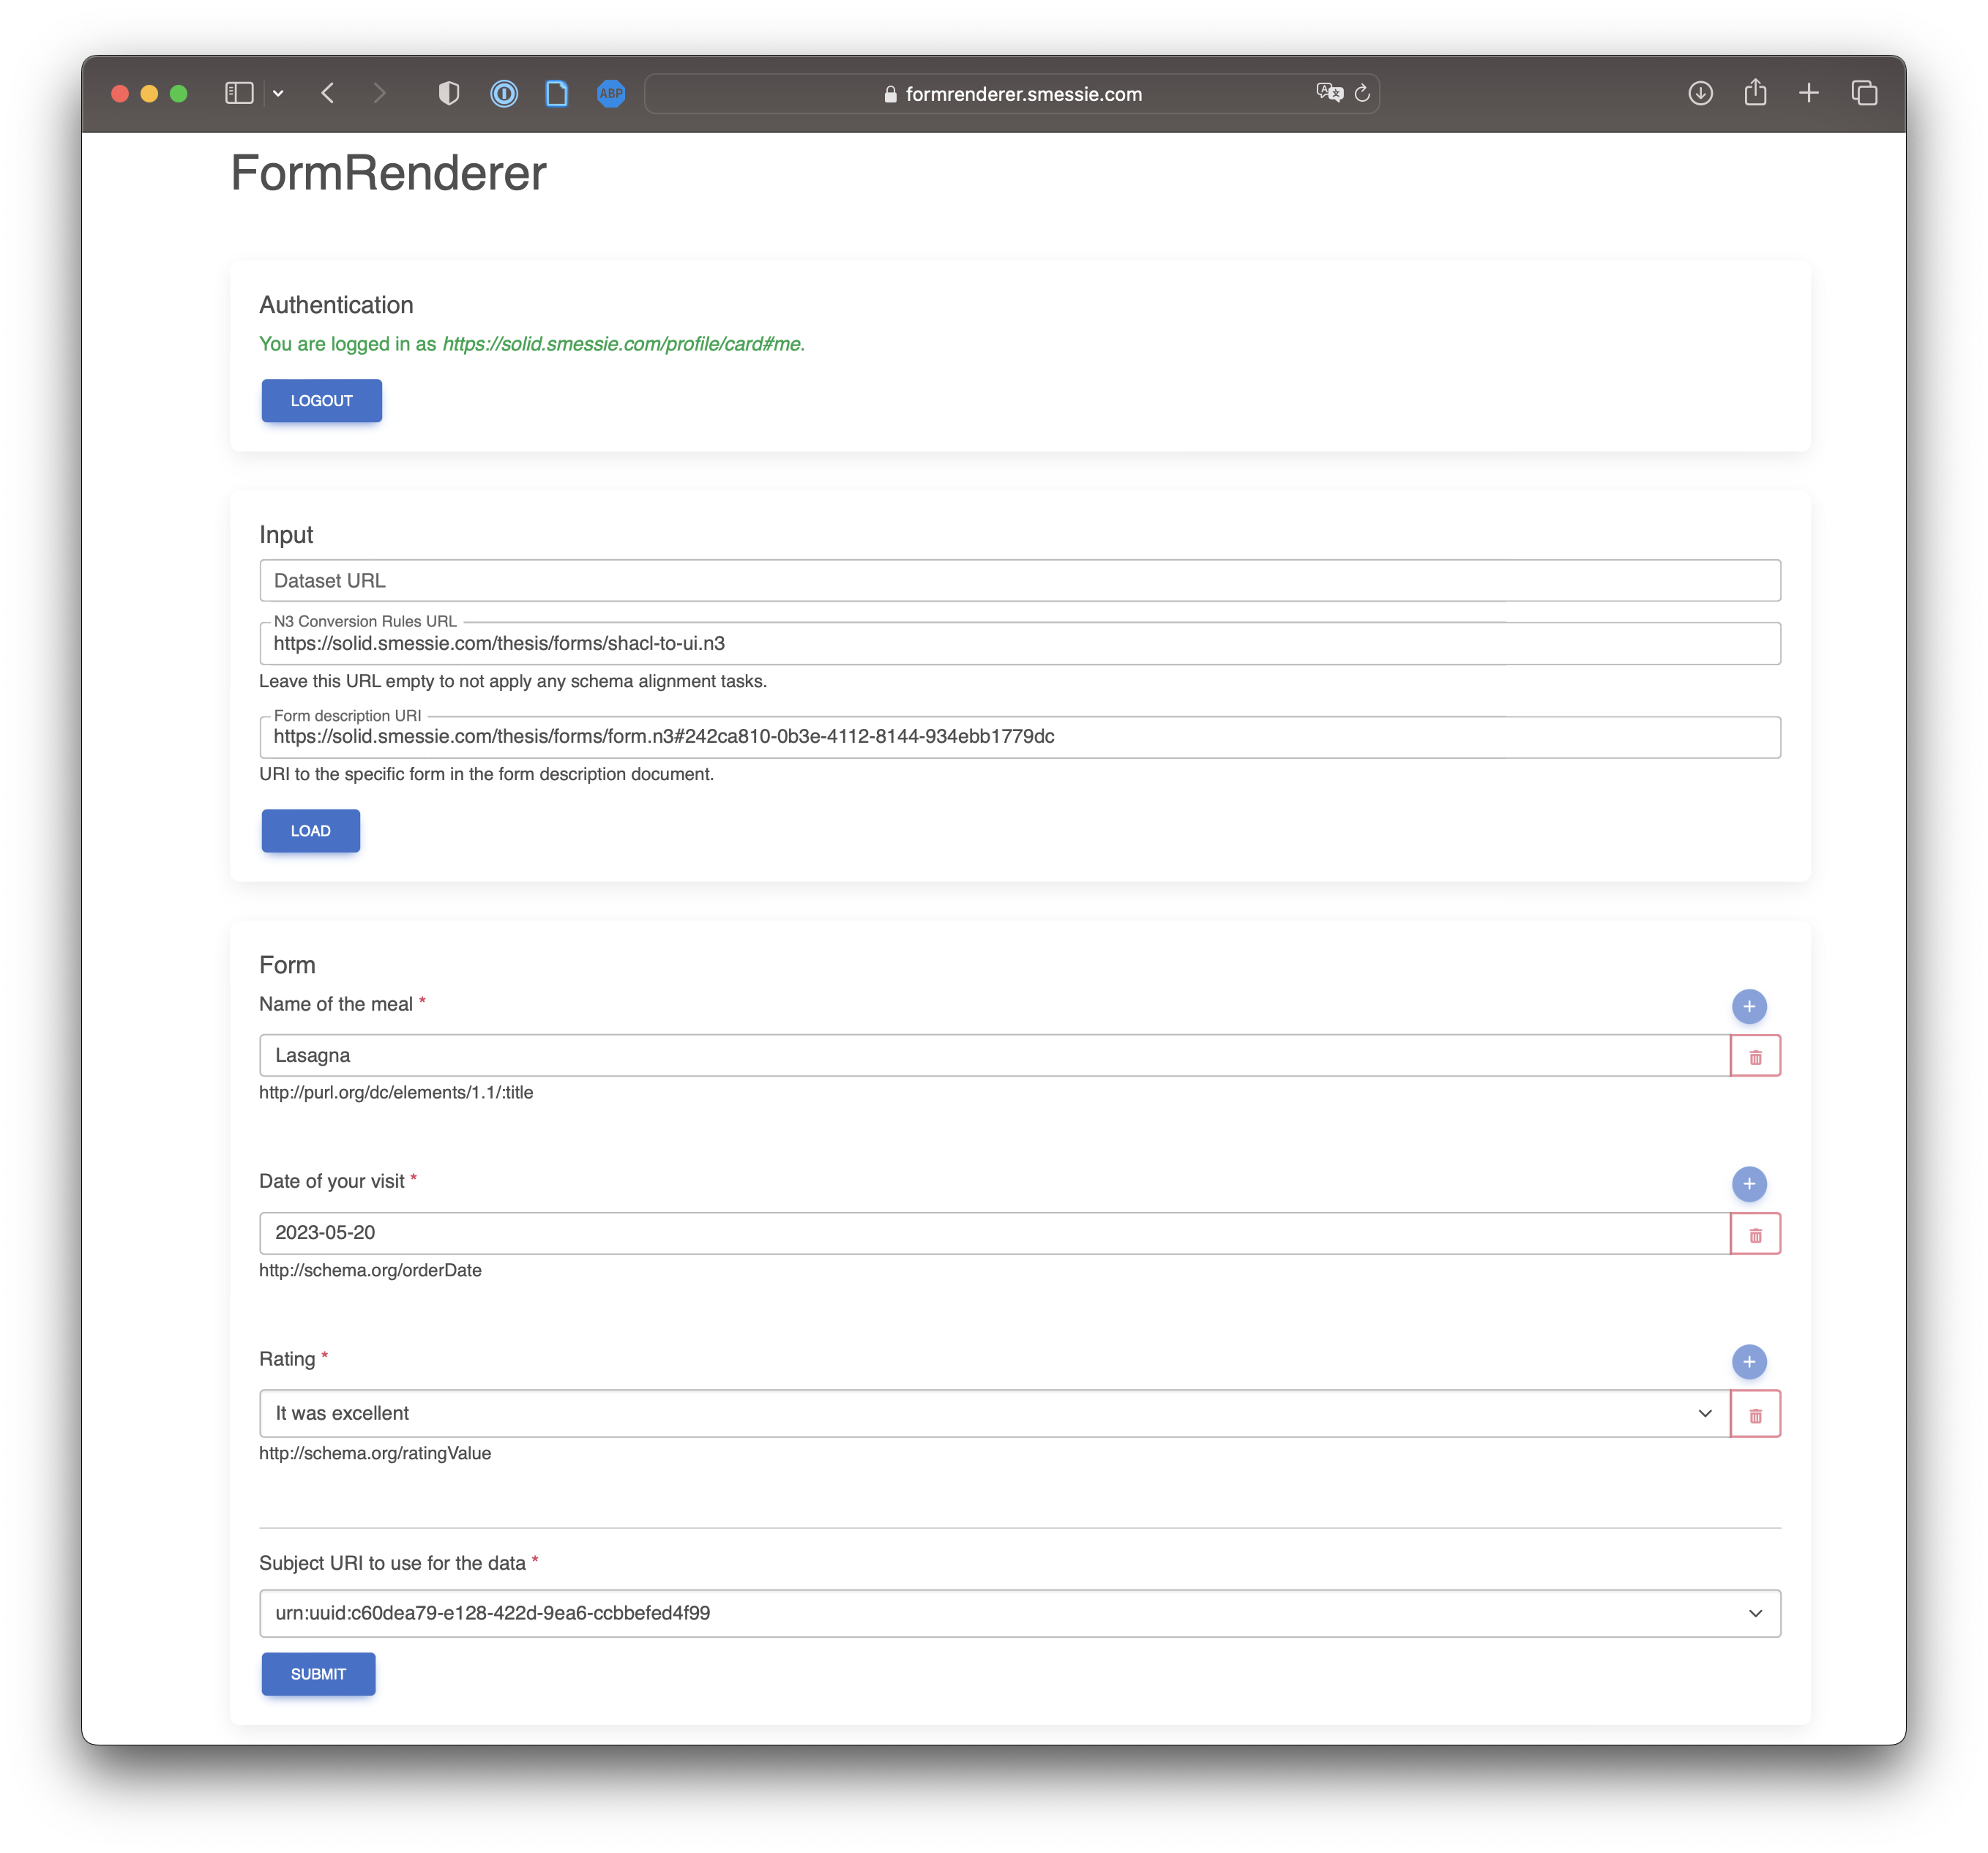 ABP
formrenderer.smessie.com
FormRenderer
Authentication
You are logged in as https://solid.smessie.com/profile/card#me.
LOGOUT
Input
Dataset URL
N3 Conversion Rules URL
https://solid.smessie.com/thesis/forms/shacl-to-ui.n3
Leave this URL empty to not apply any schema alignment tasks.
Form description URI
https://solid.smessie.com/thesis/forms/form.n3#242ca810-0b3e-4112-8144-934ebb1779dc
URI to the specific form in the form description document.
LOAD
Form
Name of the meal *
Lasagna
http://purl.org/dc/elements/1.1/:title
Date of your visit *
2023-05-20
http://schema.org/orderDate
Rating *
It was excellent
http://schema.org/ratingValue
Subject URI to use for the data *
urn:uuid:c60dea79-e128-422d-9ea6-ccbbefed4f99
SUBMIT